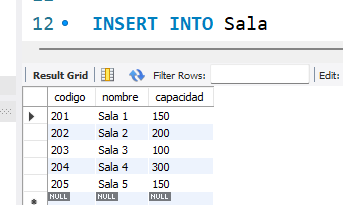 12 INSERT INTO Sala
Result Grid Filter Rows: Edit:
codigo nombre capacidad
201 Sala 1 150
202 Sala 2 200
203 Sala 3 100
204 Sala 4 300
205 Sala 5 150
NULL NULL NULL